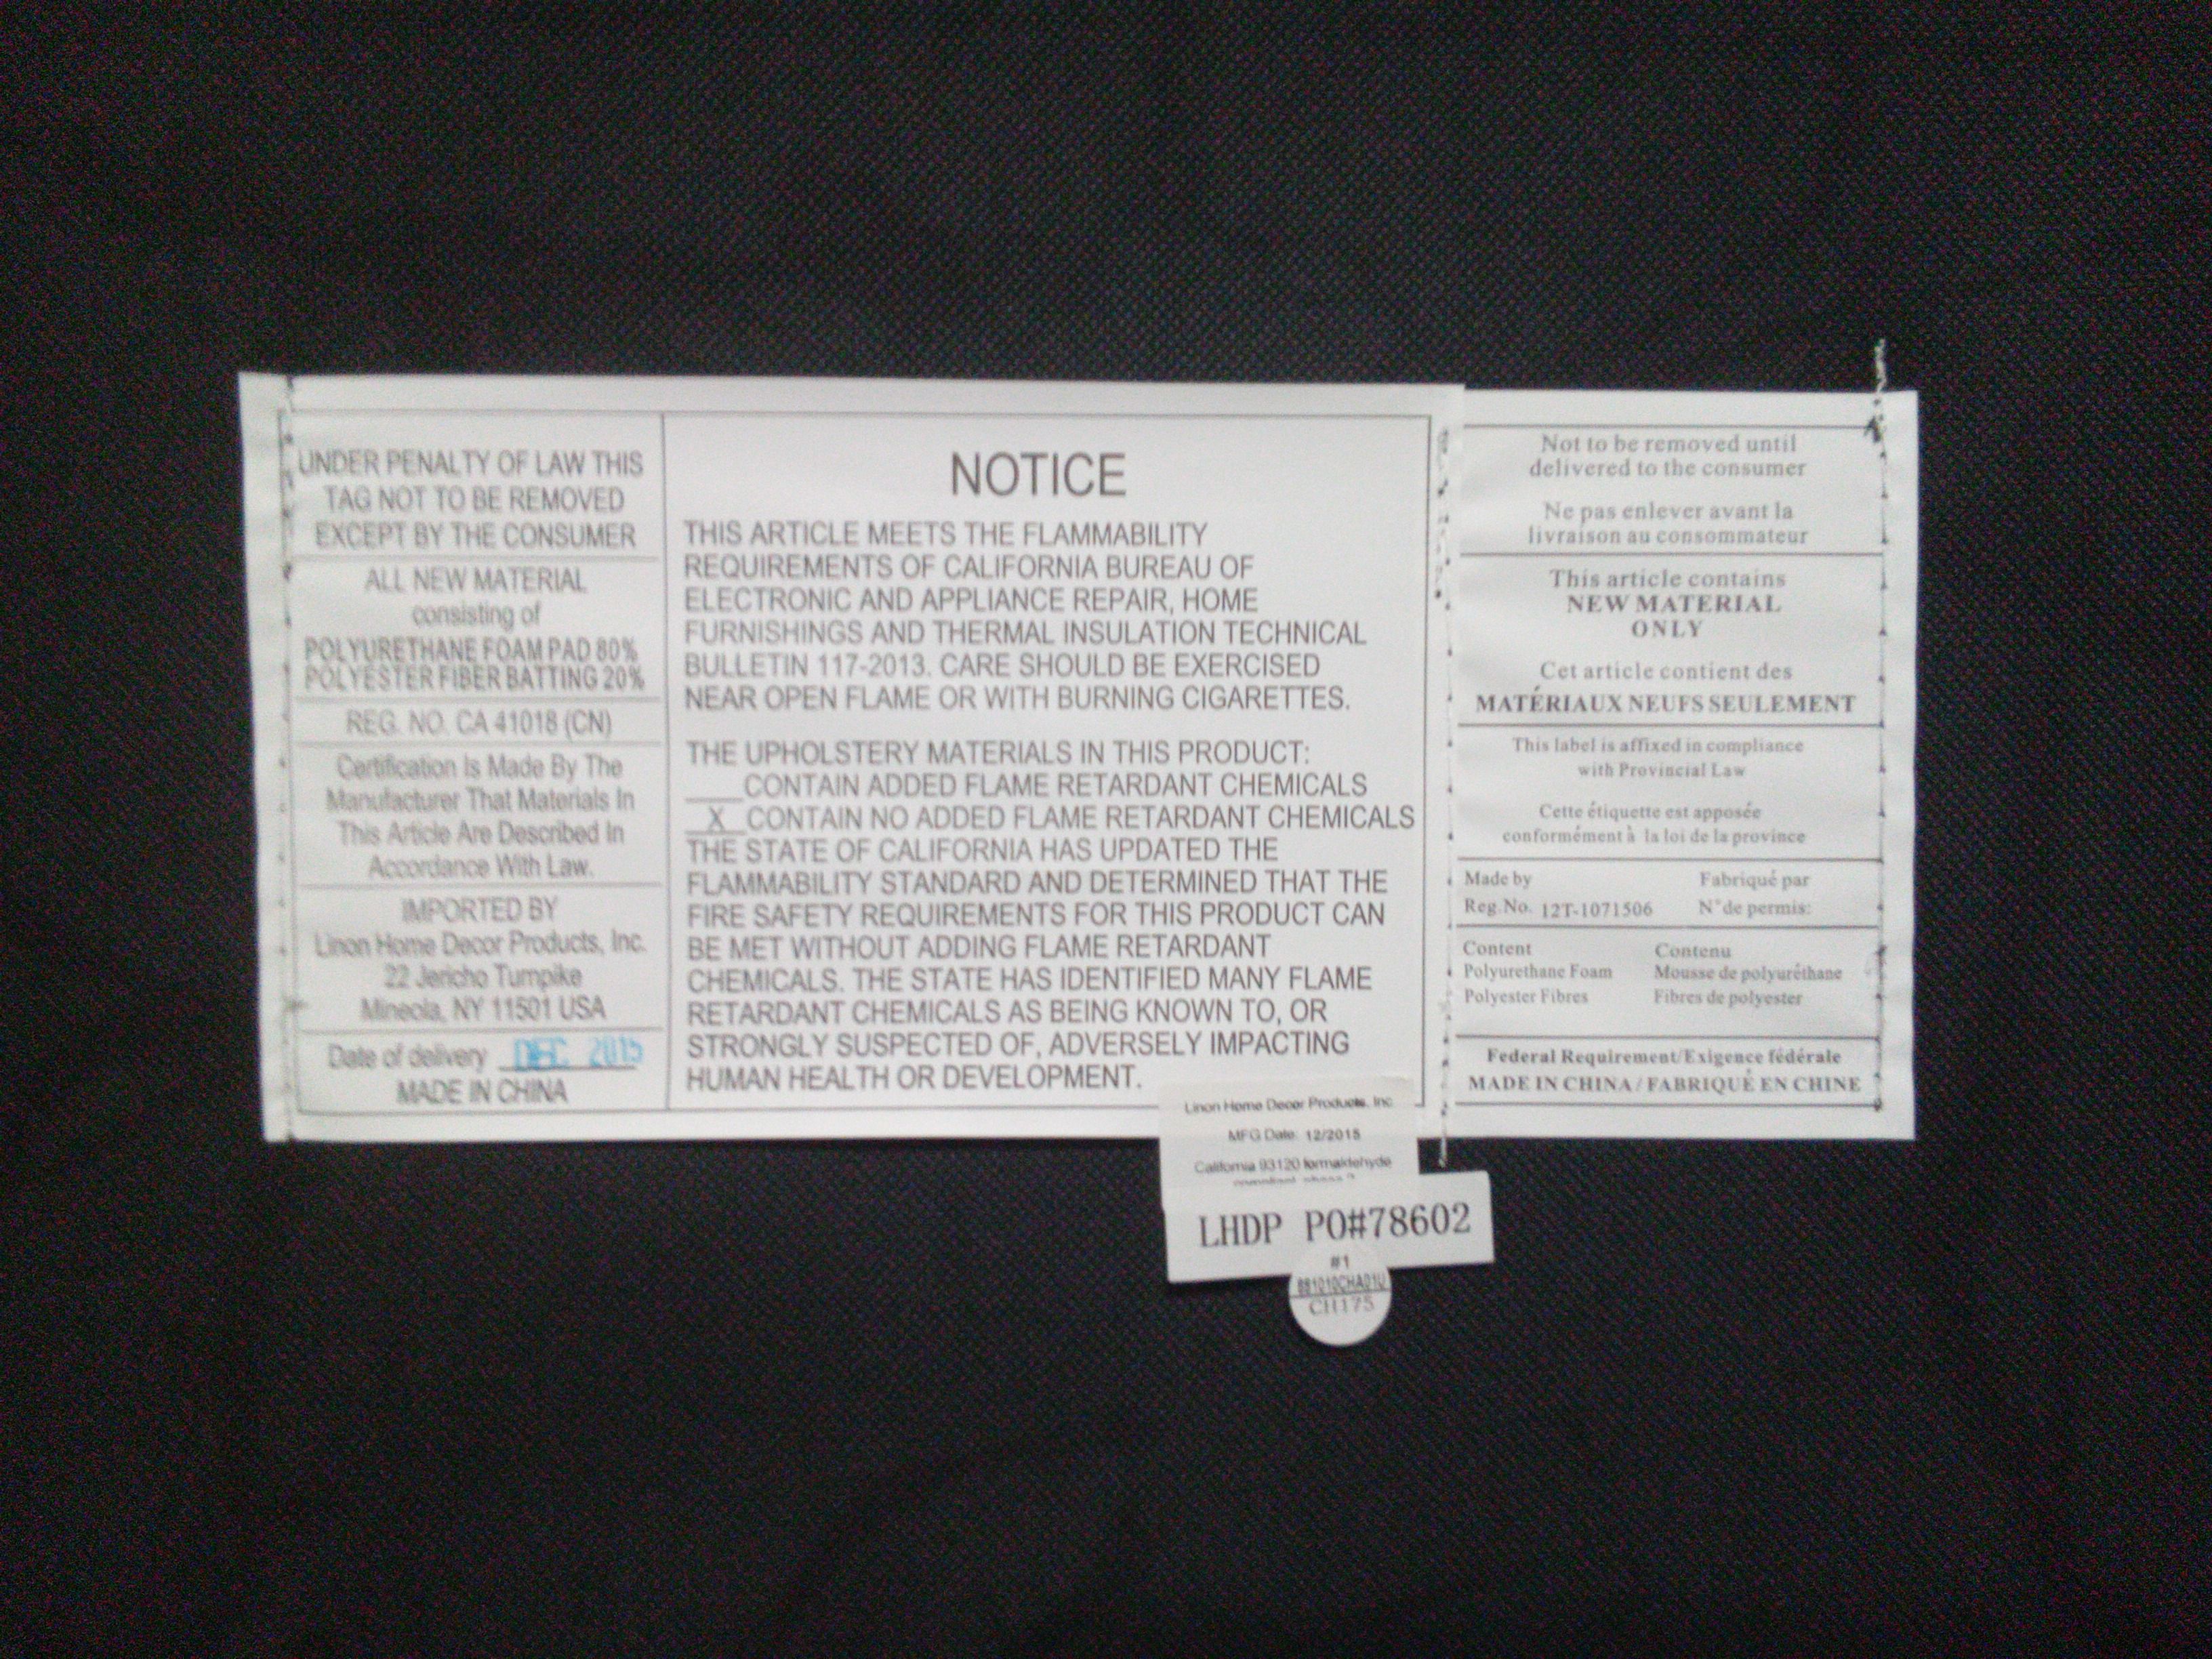 UNDER PENALTY OF LAW THIS
TAG NOT TO BE REMOVED
EXCEPT BY THE CONSUMER
ALL NEW MATERIAL
consisting of
POLYURETHANE FOAM PAD 80%
POLYESTER FIBER BATTING 20%
REG. NO. CA 41018 (CN)
Certification Is Made By The
Manufacturer That Materials In
This Article Are Described In
Accordance With Law.
IMPORTED BY
Linon Home Decor Products, Inc.
22 Jericho Turnpike
Mineola, NY 11501 USA
Date of delivery DEC 2015
MADE IN CHINA
NOTICE
THIS ARTICLE MEETS THE FLAMMABILITY
REQUIREMENTS OF CALIFORNIA BUREAU OF
ELECTRONIC AND APPLIANCE REPAIR, HOME
FURNISHINGS AND THERMAL INSULATION TECHNICAL
BULLETIN 117-2013. CARE SHOULD BE EXERCISED
NEAR OPEN FLAME OR WITH BURNING CIGARETTES.
THE UPHOLSTERY MATERIALS IN THIS PRODUCT:
___CONTAIN ADDED FLAME RETARDANT CHEMICALS
_X_CONTAIN NO ADDED FLAME RETARDANT CHEMICALS
THE STATE OF CALIFORNIA HAS UPDATED THE
FLAMMABILITY STANDARD AND DETERMINED THAT THE
FIRE SAFETY REQUIREMENTS FOR THIS PRODUCT CAN
BE MET WITHOUT ADDING FLAME RETARDANT
CHEMICALS. THE STATE HAS IDENTIFIED MANY FLAME
RETARDANT CHEMICALS AS BEING KNOWN TO, OR
STRONGLY SUSPECTED OF, ADVERSELY IMPACTING
HUMAN HEALTH OR DEVELOPMENT.
Linon Home Decor Products, Inc
MFG Date: 12/2015
California 93120 formaldehyde
LHDP PO#78602
#1
CH175
Not to be removed until
delivered to the consumer
Ne pas enlever avant la
livraison au consommateur
This article contains
NEW MATERIAL
ONLY
Cet article contient des
MATÉRIAUX NEUFS SEULEMENT
This label is affixed in compliance
with Provincial Law
Cette étiquette est apposée
conformément à la loi de la province
Made by Fabriqué par
Reg.No. 12T-1071506 N° de permis:
Content Contenu
Polyurethane Foam Mousse de polyuréthane
Polyester Fibres Fibres de polyester
Federal Requirement/Exigence fédérale
MADE IN CHINA / FABRIQUÉ EN CHINE